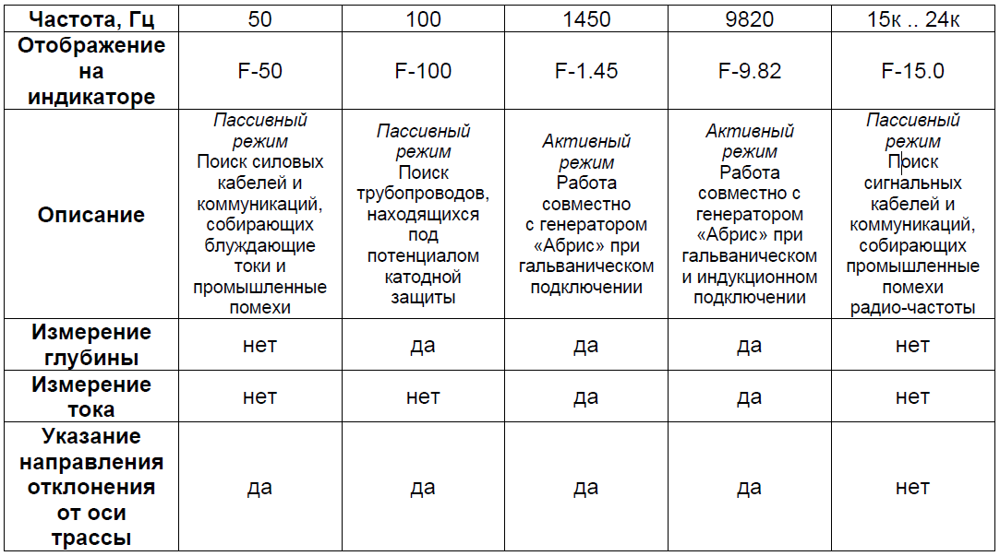 Частота, Гц 50 100 1450 9820 15к .. 24к
Отображение
на
индикаторе
F-50 F-100 F-1.45 F-9.82 F-15.0
Описание
Пассивный
режим
Поиск силовых
кабелей и
коммуникаций,
собирающих
блуждающие
токи и
промышленные
помехи
Пассивный
режим
Поиск
трубопроводов,
находящихся
под
потенциалом
катодной
защиты
Активный
режим
Работа
совместно
с генератором
«Абрис» при
гальваническом
подключении
Активный
режим
Работа
совместно с
генератором
«Абрис» при
гальваническом
и индукционном
подключении
Пассивный
режим
Поиск
сигнальных
кабелей и
коммуникаций,
собирающих
промышленные
помехи
радио-частоты
Измерение
глубины
нет да да да нет
Измерение
тока
нет нет да да нет
Указание
направления
отклонения
от оси
трассы
да да да да нет